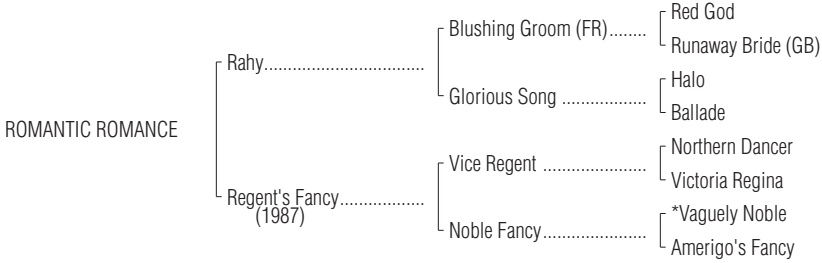 Red God
Blushing Groom (FR)........
Runaway Bride (GB)
Rahy.................................
Halo
Glorious Song ...................
Ballade
ROMANTIC ROMANCE
Northern Dancer
Vice Regent ......................
Victoria Regina
Regent's Fancy.................
(1987)
*Vaguely Noble
Noble Fancy......................
Amerigo's Fancy